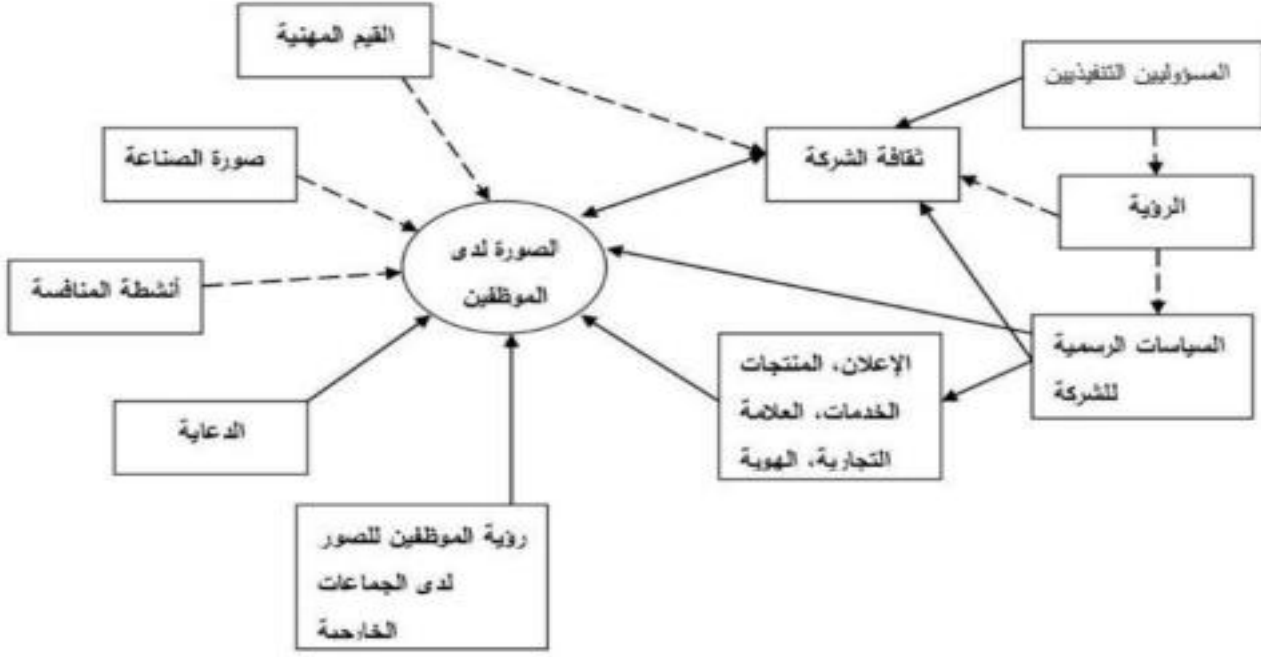 القيم المهنية
المسؤوليين التنفيذيين
صورة الصناعة
ثقافة الشركة
الرؤية
الصورة لدى
الموظفين
أنشطة المنافسة
السياسات الرسمية
للشركة
الإعلان، المنتجات
الخدمات، العلامة
التجارية، الهوية
الدعاية
رؤية الموظفين للصور
لدى الجماعات
الخارجية